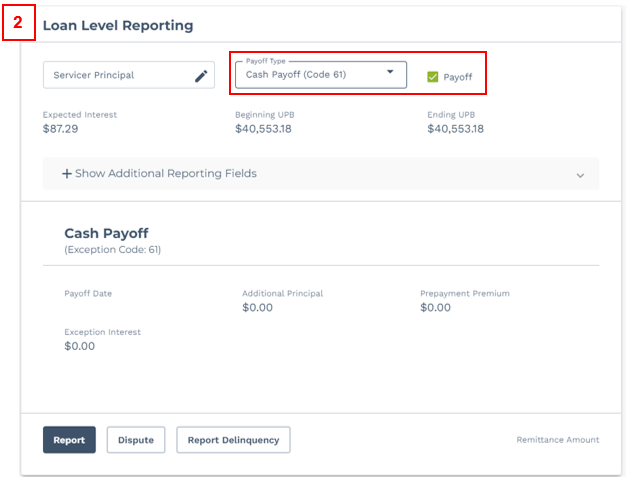 2
Loan Level Reporting
Servicer Principal
Payoff Type
Cash Payoff (Code 61)
Payoff
Expected Interest
Beginning UPB
Ending UPB
$87.29
$40,553.18
$40,553.18
+ Show Additional Reporting Fields
Cash Payoff
(Exception Code: 61)
Payoff Date
Additional Principal
Prepayment Premium
$0.00
$0.00
Exception Interest
$0.00
Report
Dispute
Report Delinquency
Remittance Amount